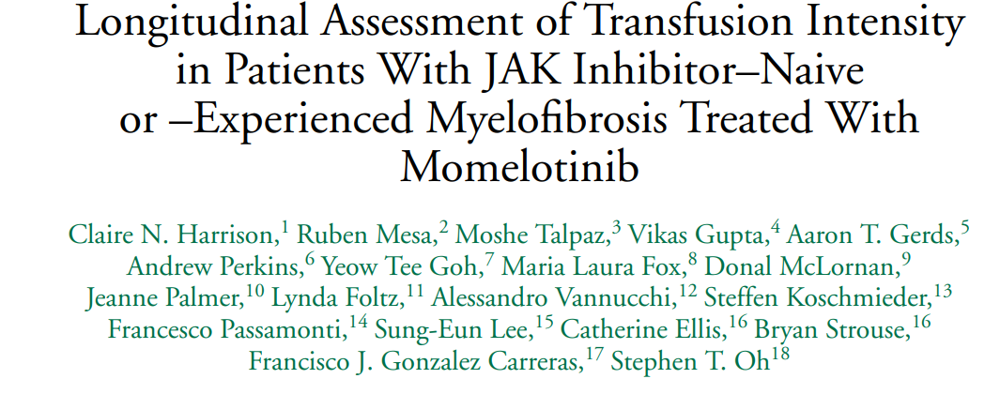 Longitudinal Assessment of Transfusion Intensity
in Patients With JAK Inhibitor–Naive
or –Experienced Myelofibrosis Treated With
Momelotinib
Claire N. Harrison,1 Ruben Mesa,2 Moshe Talpaz,3 Vikas Gupta,4 Aaron T. Gerds,5
Andrew Perkins,6 Yeow Tee Goh,7 Maria Laura Fox,8 Donal McLornan,9
Jeanne Palmer,10 Lynda Foltz,11 Alessandro Vannucchi,12 Steffen Koschmieder,13
Francesco Passamonti,14 Sung-Eun Lee,15 Catherine Ellis,16 Bryan Strouse,16
Francisco J. Gonzalez Carreras,17 Stephen T. Oh18